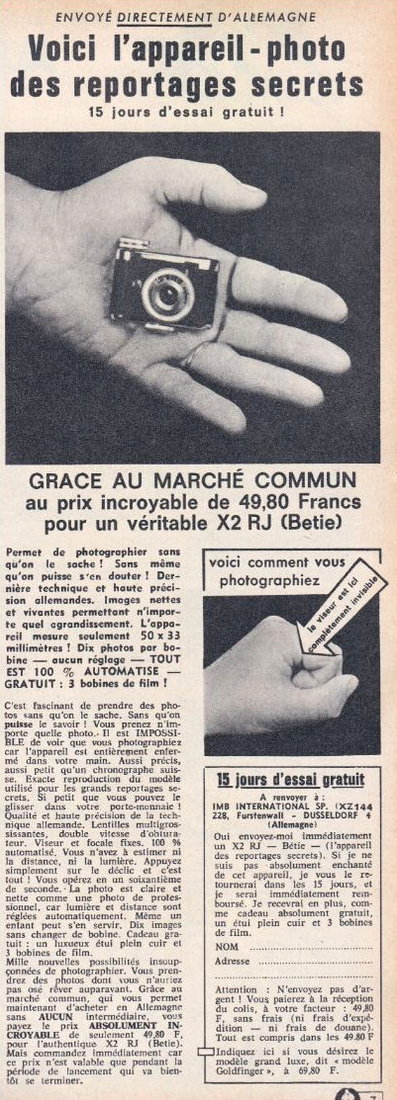 ENVOYÉ DIRECTEMENT D'ALLEMAGNE
Voici l'appareil-photo
des reportages secrets
15 jours d'essai gratuit !
GRACE AU MARCHÉ COMMUN
au prix incroyable de 49,80 Francs
pour un véritable X2 RJ (Betie)
Permet de photographier sans
qu'on le sache ! Sans même
qu'on puisse s'en douter ! Der-
nière technique et haute préci-
sion allemandes. Images nettes
et vivantes permettant n'impor-
te quel agrandissement. L'appa-
reil mesure seulement 50 x 33
millimètres ! Dix photos par bo-
bine — aucun réglage — TOUT
EST 100 % AUTOMATISE —
GRATUIT : 3 bobines de film !
C'est fascinant de prendre des pho-
tos sans qu'on le sache. Sans qu'on
puisse le savoir ! Vous prenez n'im-
porte quelle photo. Il est IMPOSSI-
BLE de voir que vous photographiez
car l'appareil est entièrement enfer-
mé dans votre main. Aussi précis,
aussi petit qu'un chronographe suis-
se. Exacte reproduction du modèle
utilisé pour les grands reportages se-
crets. Si petit que vous pouvez le
glisser dans votre porte-monnaie !
Qualité et haute précision de la tech-
nique allemande. Lentilles multigros-
sissantes, double vitesse d'obtura-
teur. Viseur et focale fixes. 100 %
automatisé. Vous n'avez à estimer ni
la distance, ni la lumière. Appuyez
simplement sur le déclic et c'est
tout ! Vous opérez en un soixantième
de seconde. La photo est claire et
nette comme une photo de profes-
sionnel, car lumière et distance sont
réglées automatiquement. Même un
enfant peut s'en servir. Dix images
sans changer de bobine. Cadeau gra-
tuit : un luxueux étui plein cuir et
3 bobines de film.
Mille nouvelles possibilités insoup-
çonnées de photographier. Vous pren-
drez des photos dont vous n'auriez
pas osé rêver auparavant. Grâce au
marché commun, qui vous permet
maintenant d'acheter en Allemagne
sans AUCUN intermédiaire, vous
payez le prix ABSOLUMENT IN-
CROYABLE de seulement 49,80 F,
pour l'authentique X2 RJ (Betie).
Mais commandez immédiatement car
ce prix n'est valable que pendant la
période de lancement qui va bien-
tôt se terminer.
voici comment vous
photographiez
le viseur est ici
complètement invisible
15 jours d'essai gratuit
A renvoyer à :
IMB INTERNATIONAL SP. (XZ144
228, Furstenwall - DUSSELDORF 4
(Allemagne)
Oui envoyez-moi immédiatement
un X2 RJ — Bétie — (l'appareil
des reportages secrets). Si je ne
suis pas absolument enchanté
de cet appareil, je vous le re-
tournerai dans les 15 jours, et
je serai immédiatement rem-
boursé. Je recevrai en plus, com-
me cadeau absolument gratuit,
un étui plein cuir et 3 bobines
de film.
NOM
Adresse
Attention : N'envoyez pas d'ar-
gent ! Vous paierez à la réception
du colis, à votre facteur : 49,80
F, sans frais (ni frais d'expé-
dition — ni frais de douane).
Tout est compris dans les 49,80 F
Indiquez ici si vous désirez le
modèle grand luxe, dit « modèle
Goldfinger », à 69,80 F.
7